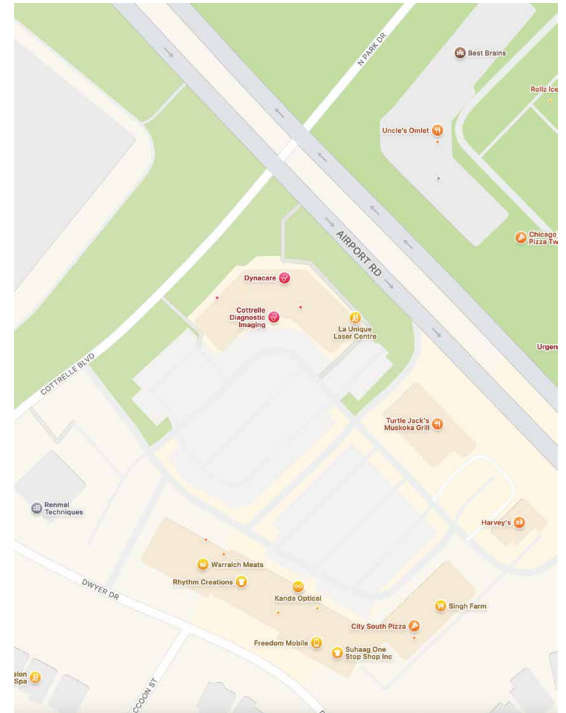 N PARK DR
Best Brains
Rollz Ice
Uncle's Omlet
AIRPORT RD
Chicago
Pizza Tw
Dynacare
Cottrelle
Diagnostic
Imaging
La Unique
Laser Centre
Urgen
COTTRELLE BLVD
Turtle Jack's
Muskoka Grill
Renmal
Techniques
Harvey's
Warraich Meats
Rhythm Creations
DWYER DR
Kanda Optical
Singh Farm
City South Pizza
Freedom Mobile
Suhaag One
Stop Shop Inc
sion
Spa
CCOON ST
D